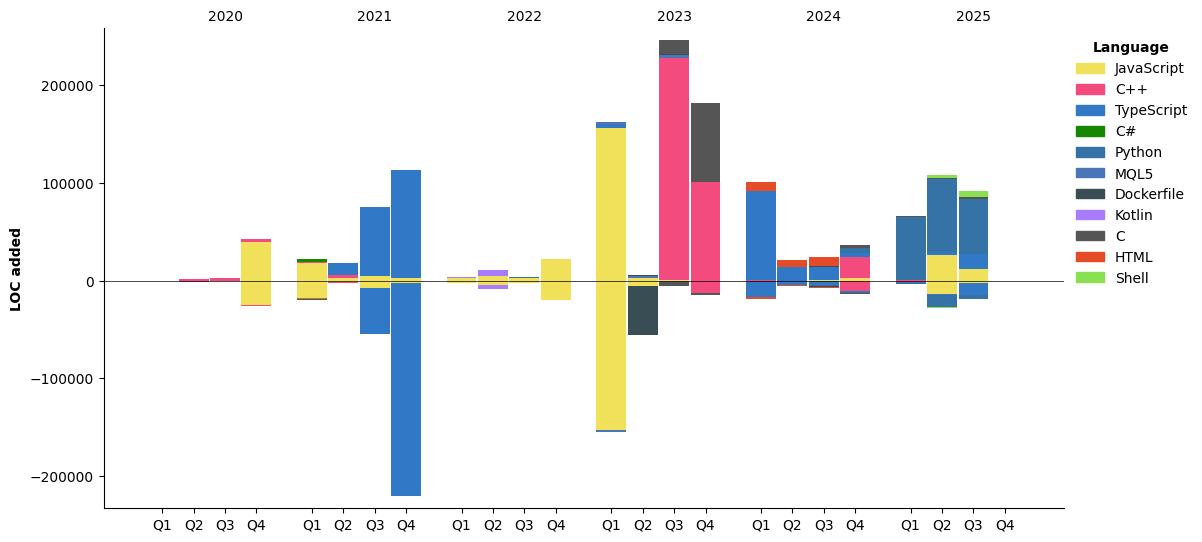 2020 2021 2022 2023 2024 2025
Language
JavaScript
C++
TypeScript
C#
Python
MQL5
Dockerfile
Kotlin
C
HTML
Shell
LOC added
200000
100000
0
−100000
−200000
Q1 Q2 Q3 Q4 Q1 Q2 Q3 Q4 Q1 Q2 Q3 Q4 Q1 Q2 Q3 Q4 Q1 Q2 Q3 Q4 Q1 Q2 Q3 Q4